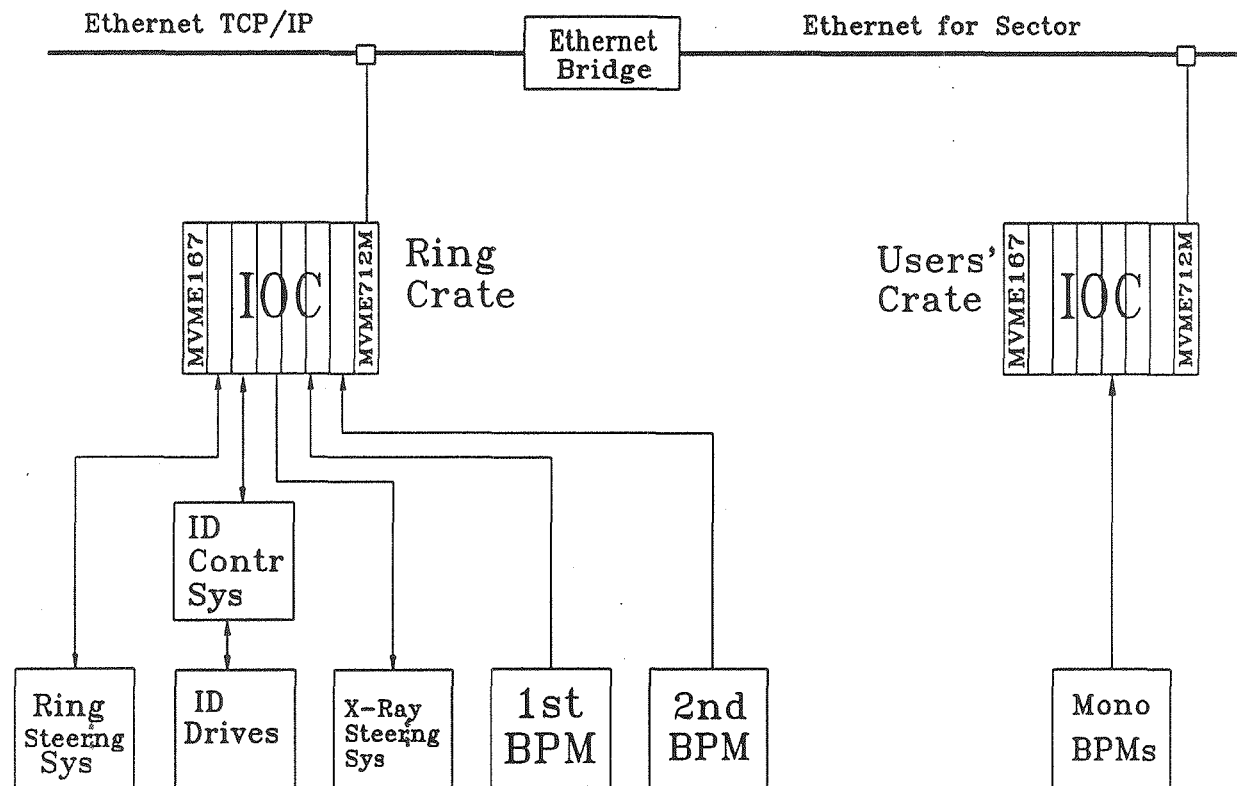 Ethernet TCP/IP
Ethernet
Bridge
Ethernet for Sector
MVME167
IOC
MVME712M
Ring
Crate
Users'
Crate
MVME167
IOC
MVME712M
ID
Contr
Sys
Ring
Steering
Sys
ID
Drives
X-Ray
Steering
Sys
1st
BPM
2nd
BPM
Mono
BPMs